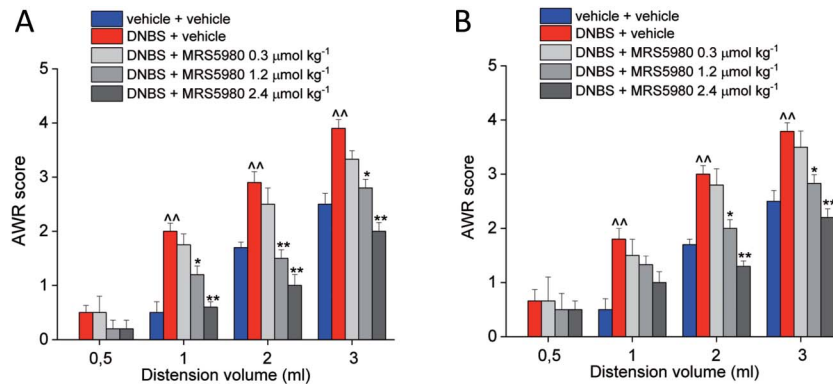 A
vehicle + vehicle
DNBS + vehicle
DNBS + MRS5980 0.3 μmol kg⁻¹
DNBS + MRS5980 1.2 μmol kg⁻¹
DNBS + MRS5980 2.4 μmol kg⁻¹
AWR score
5
4
3
2
1
0
^^
^^
^^
*
**
**
**
*
**
0,5
1
2
3
Distension volume (ml)
B
vehicle + vehicle
DNBS + vehicle
DNBS + MRS5980 0.3 μmol kg⁻¹
DNBS + MRS5980 1.2 μmol kg⁻¹
DNBS + MRS5980 2.4 μmol kg⁻¹
AWR score
5
4
3
2
1
0
^^
^^
^^
*
**
*
**
0,5
1
2
3
Distension volume (ml)